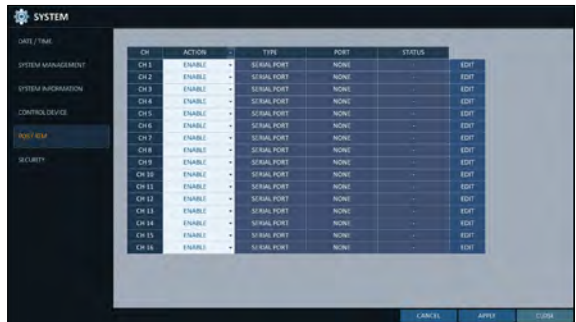 SYSTEM
DATE / TIME
SYSTEM MANAGEMENT
SYSTEM INFORMATION
CONTROL DEVICE
POS / ATM
SECURITY
CH ACTION - TYPE PORT STATUS
CH 1 ENABLE SERIAL PORT NONE - EDIT
CH 2 ENABLE SERIAL PORT NONE - EDIT
CH 3 ENABLE SERIAL PORT NONE - EDIT
CH 4 ENABLE SERIAL PORT NONE - EDIT
CH 5 ENABLE SERIAL PORT NONE - EDIT
CH 6 ENABLE SERIAL PORT NONE - EDIT
CH 7 ENABLE SERIAL PORT NONE - EDIT
CH 8 ENABLE SERIAL PORT NONE - EDIT
CH 9 ENABLE SERIAL PORT NONE - EDIT
CH 10 ENABLE SERIAL PORT NONE - EDIT
CH 11 ENABLE SERIAL PORT NONE - EDIT
CH 12 ENABLE SERIAL PORT NONE - EDIT
CH 13 ENABLE SERIAL PORT NONE - EDIT
CH 14 ENABLE SERIAL PORT NONE - EDIT
CH 15 ENABLE SERIAL PORT NONE - EDIT
CH 16 ENABLE SERIAL PORT NONE - EDIT
CANCEL APPLY CLOSE